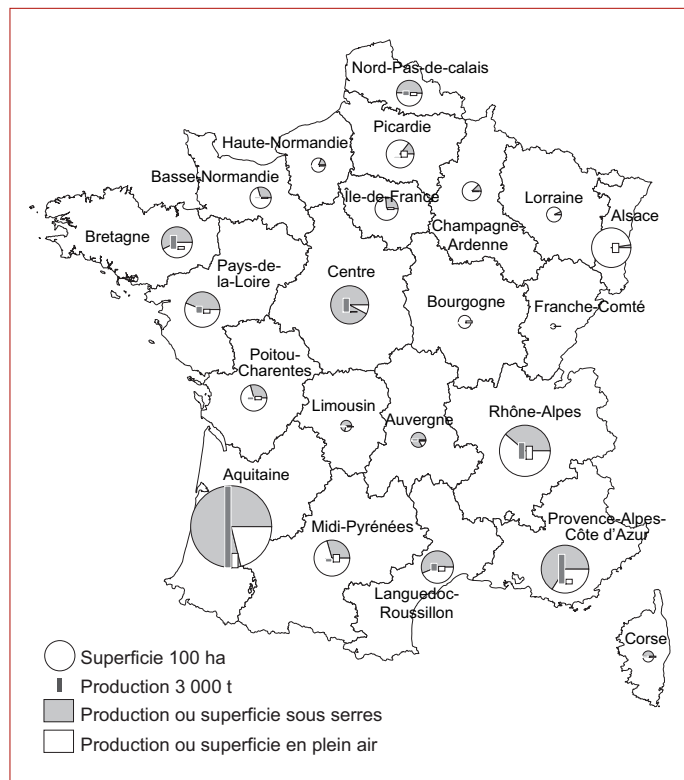 Nord-Pas-de-calais
Picardie
Haute-Normandie
Basse-Normandie
Île-de-France
Lorraine
Alsace
Champagne-
Ardenne
Bretagne
Pays-de-
la-Loire
Centre
Bourgogne
Franche-Comté
Poitou-
Charentes
Limousin
Auvergne
Rhône-Alpes
Aquitaine
Midi-Pyrénées
Provence-Alpes-
Côte d'Azur
Languedoc-
Roussillon
Corse
Superficie 100 ha
Production 3 000 t
Production ou superficie sous serres
Production ou superficie en plein air